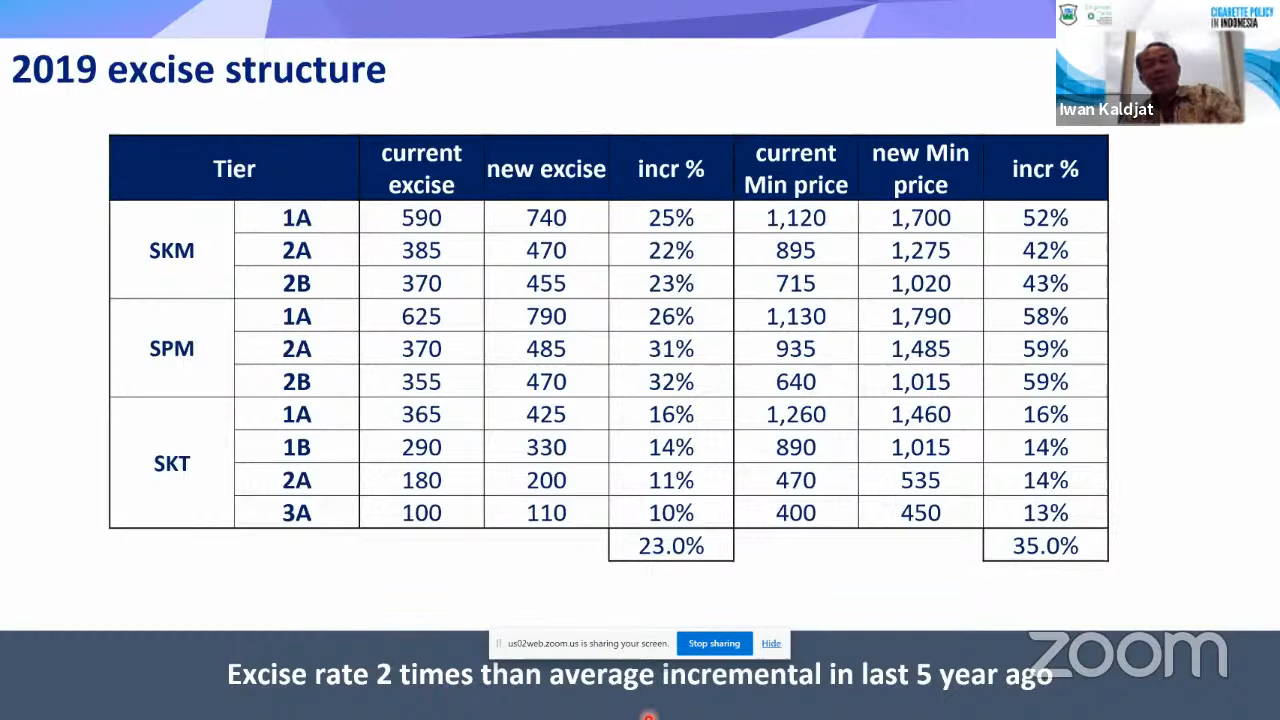 CIGARETTE POLICY
IN INDONESIA
Iwan Kaldjat
2019 excise structure
Tier current excise new excise incr % current Min price new Min price incr %
SKM
1A 590 740 25% 1,120 1,700 52%
2A 385 470 22% 895 1,275 42%
2B 370 455 23% 715 1,020 43%
SPM
1A 625 790 26% 1,130 1,790 58%
2A 370 485 31% 935 1,485 59%
2B 355 470 32% 640 1,015 59%
SKT
1A 365 425 16% 1,260 1,460 16%
1B 290 330 14% 890 1,015 14%
2A 180 200 11% 470 535 14%
3A 100 110 10% 400 450 13%
23.0% 35.0%
us02web.zoom.us is sharing your screen. Stop sharing Hide
Excise rate 2 times than average incremental in last 5 year ago
zoom